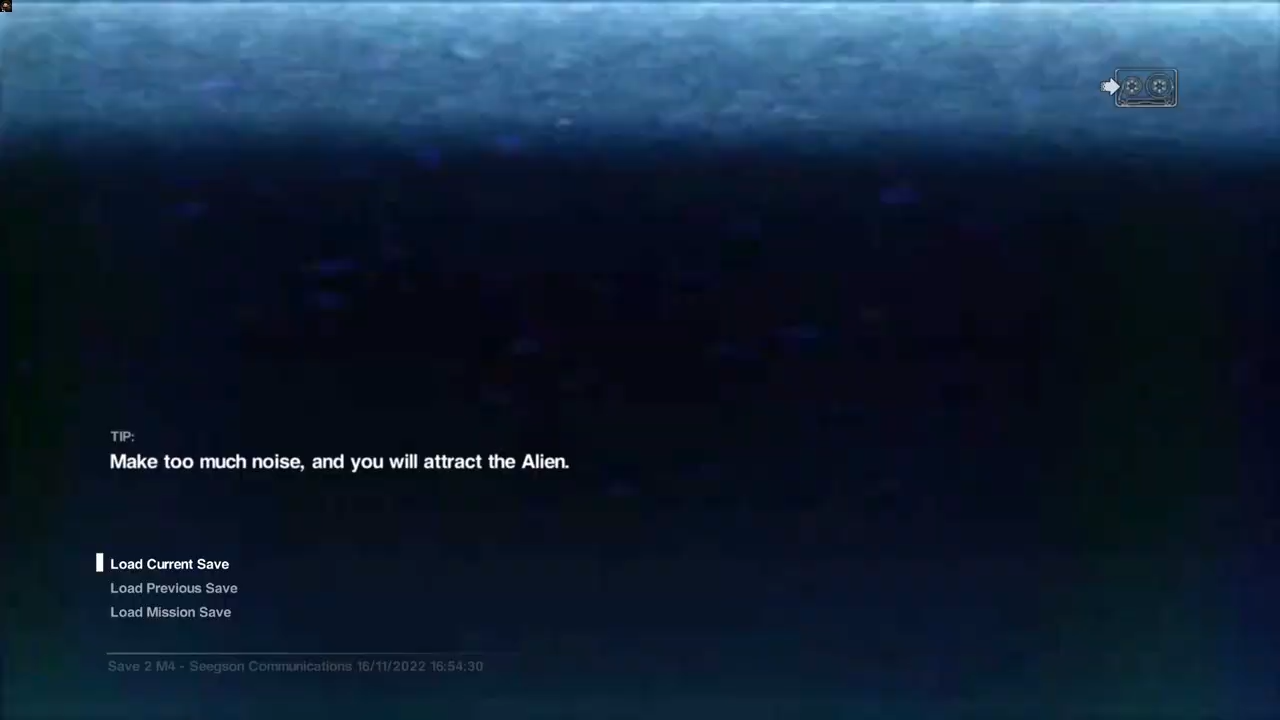 TIP:
Make too much noise, and you will attract the Alien.
Load Current Save
Load Previous Save
Load Mission Save
Save 2 M4 - Seegson Communications 16/11/2022 16:54:30